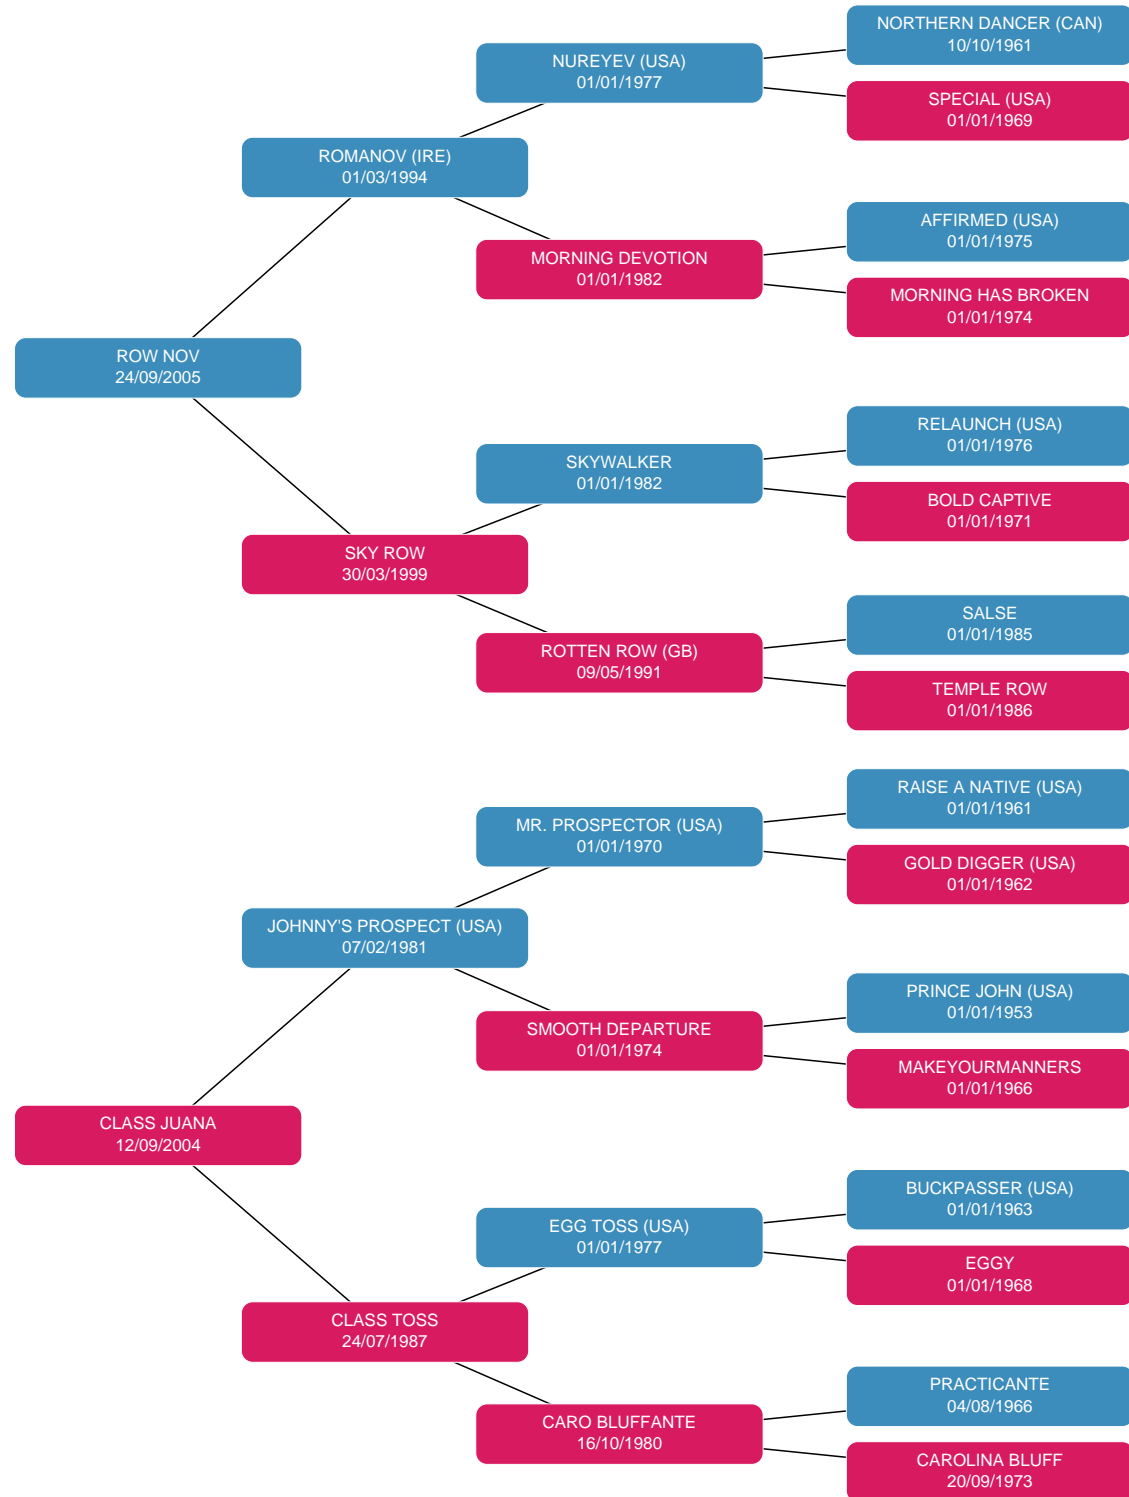 NORTHERN DANCER (CAN)
10/10/1961
NUREYEV (USA)
01/01/1977
SPECIAL (USA)
01/01/1969
ROMANOV (IRE)
01/03/1994
AFFIRMED (USA)
01/01/1975
MORNING DEVOTION
01/01/1982
MORNING HAS BROKEN
01/01/1974
ROW NOV
24/09/2005
RELAUNCH (USA)
01/01/1976
SKYWALKER
01/01/1982
BOLD CAPTIVE
01/01/1971
SKY ROW
30/03/1999
SALSE
01/01/1985
ROTTEN ROW (GB)
09/05/1991
TEMPLE ROW
01/01/1986
RAISE A NATIVE (USA)
01/01/1961
MR. PROSPECTOR (USA)
01/01/1970
GOLD DIGGER (USA)
01/01/1962
JOHNNY'S PROSPECT (USA)
07/02/1981
PRINCE JOHN (USA)
01/01/1953
SMOOTH DEPARTURE
01/01/1974
MAKEYOURMANNERS
01/01/1966
CLASS JUANA
12/09/2004
BUCKPASSER (USA)
01/01/1963
EGG TOSS (USA)
01/01/1977
EGGY
01/01/1968
CLASS TOSS
24/07/1987
PRACTICANTE
04/08/1966
CARO BLUFFANTE
16/10/1980
CAROLINA BLUFF
20/09/1973